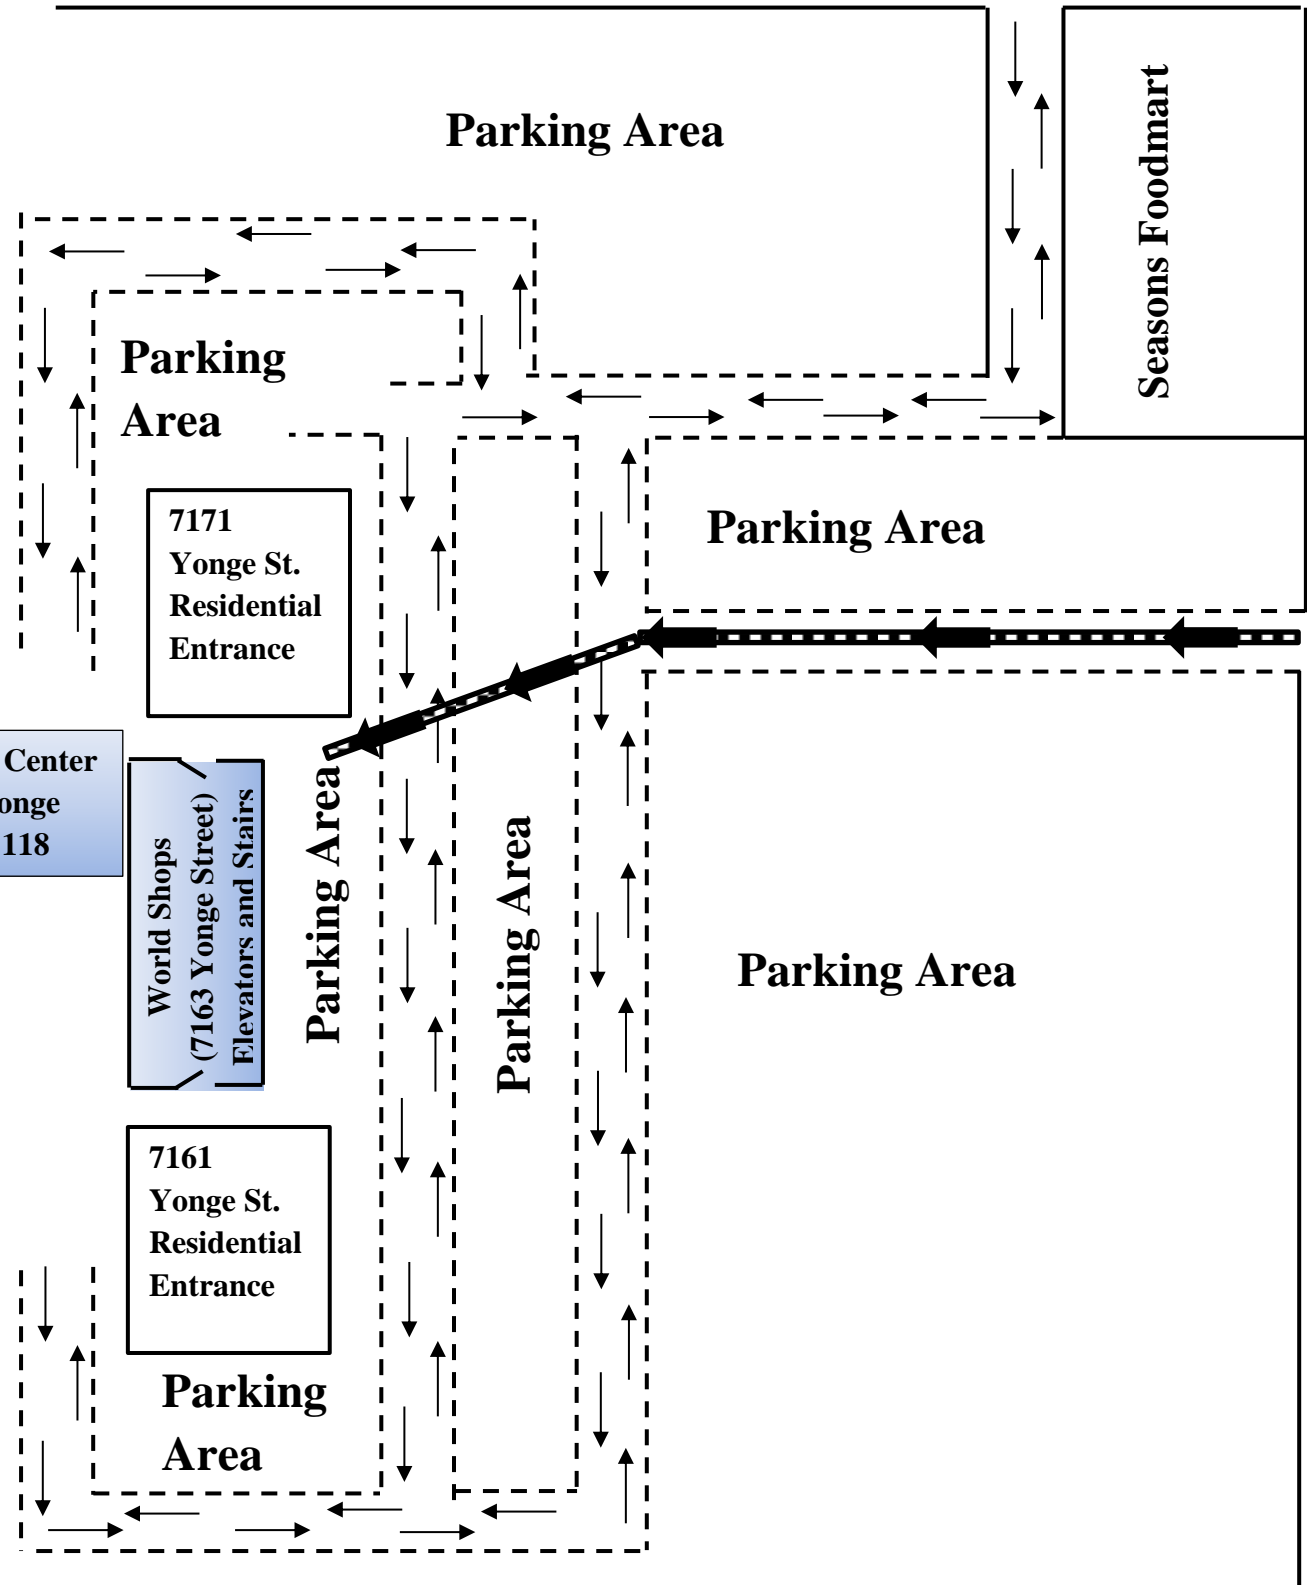 Parking Area
Seasons Foodmart
Parking
Area
7171
Yonge St.
Residential
Entrance
Parking Area
Center
onge
118
World Shops
(7163 Yonge Street)
Elevators and Stairs
Parking Area
Parking Area
Parking Area
7161
Yonge St.
Residential
Entrance
Parking
Area